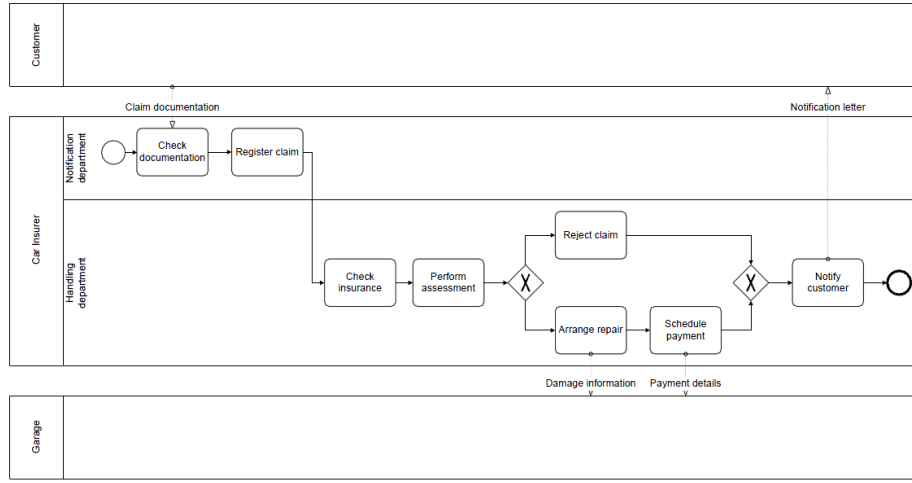 Customer
Claim documentation
Notification letter
Car Insurer
Notification
department
Check
documentation
Register claim
Handling
department
Check
insurance
Perform
assessment
X
Reject claim
Arrange repair
Schedule
payment
X
Notify
customer
Damage information
Payment details
Garage